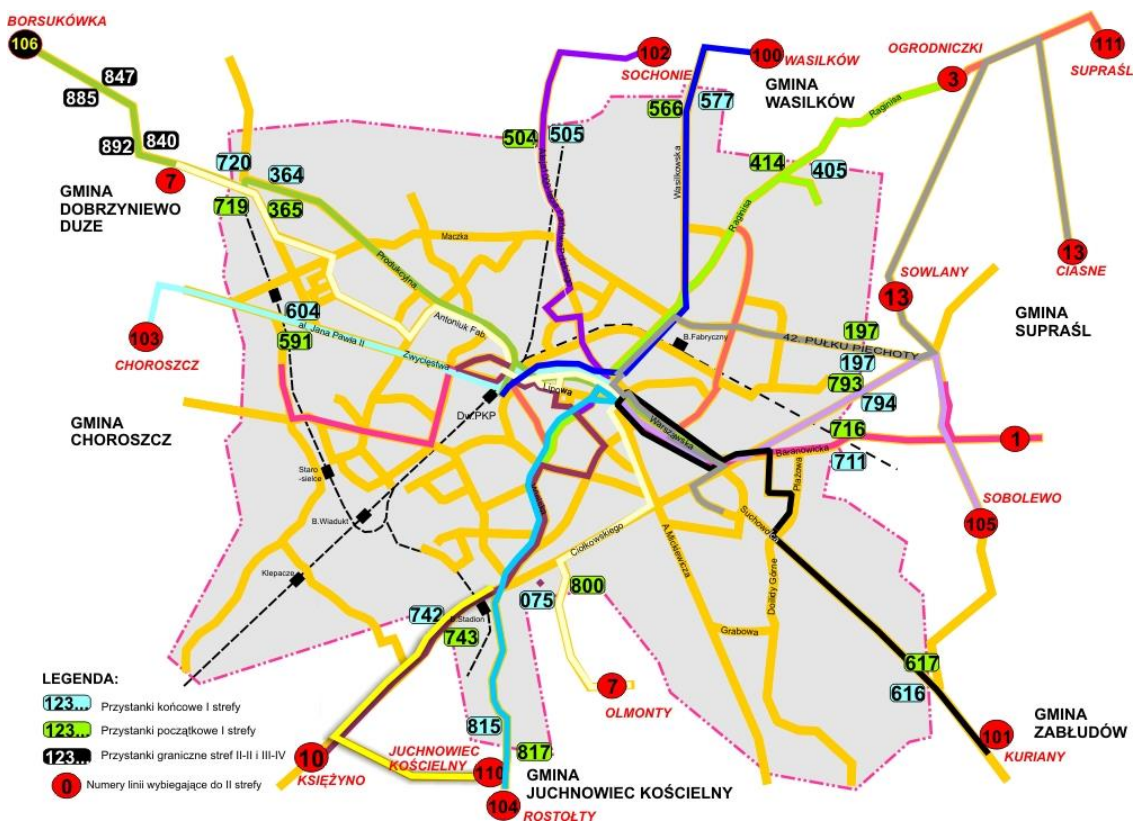 BORSUKÓWKA
106
847
885
892
840
7
720
364
719
365
GMINA
DOBRZYNIEWO
DUZE
102
SOCHONIE
504
505
100
WASILKÓW
GMINA
WASILKÓW
566
577
Wasilkowska
OGRODNICZKI
3
111
SUPRAŚL
Raginisa
414
405
Raginisa
13
CIASNE
SOWLANY
13
GMINA
SUPRAŚL
Maczka
Produkcyjna
Antoniuk Fab.
604
al. Jana Pawła II
591
Zwycięstwa
103
CHOROSZCZ
GMINA
CHOROSZCZ
B.Fabryczny
197
42. PUŁKU PIECHOTY
197
793
794
Lipowa
Dw.PKP
Warszawska
716
Baranowicka
711
1
Plażowa
SOBOLEWO
105
Staro
-sielce
B.Wiadukt
Klepacze
Wiejska
Ciołkowskiego
A.Mickiewicza
Dojlidy Górne
Grabowa
800
075
742
743
B.Stadion
7
OLMONTY
617
616
GMINA
ZABŁUDÓW
101
KURIANY
815
817
10
KSIĘŻYNO
JUCHNOWIEC
KOŚCIELNY
110
GMINA
JUCHNOWIEC KOŚCIELNY
104
ROSTOŁTY
LEGENDA:
123... Przystanki końcowe I strefy
123... Przystanki początkowe I strefy
123... Przystanki graniczne stref II-II i III-IV
0 Numery linii wybiegające do II strefy